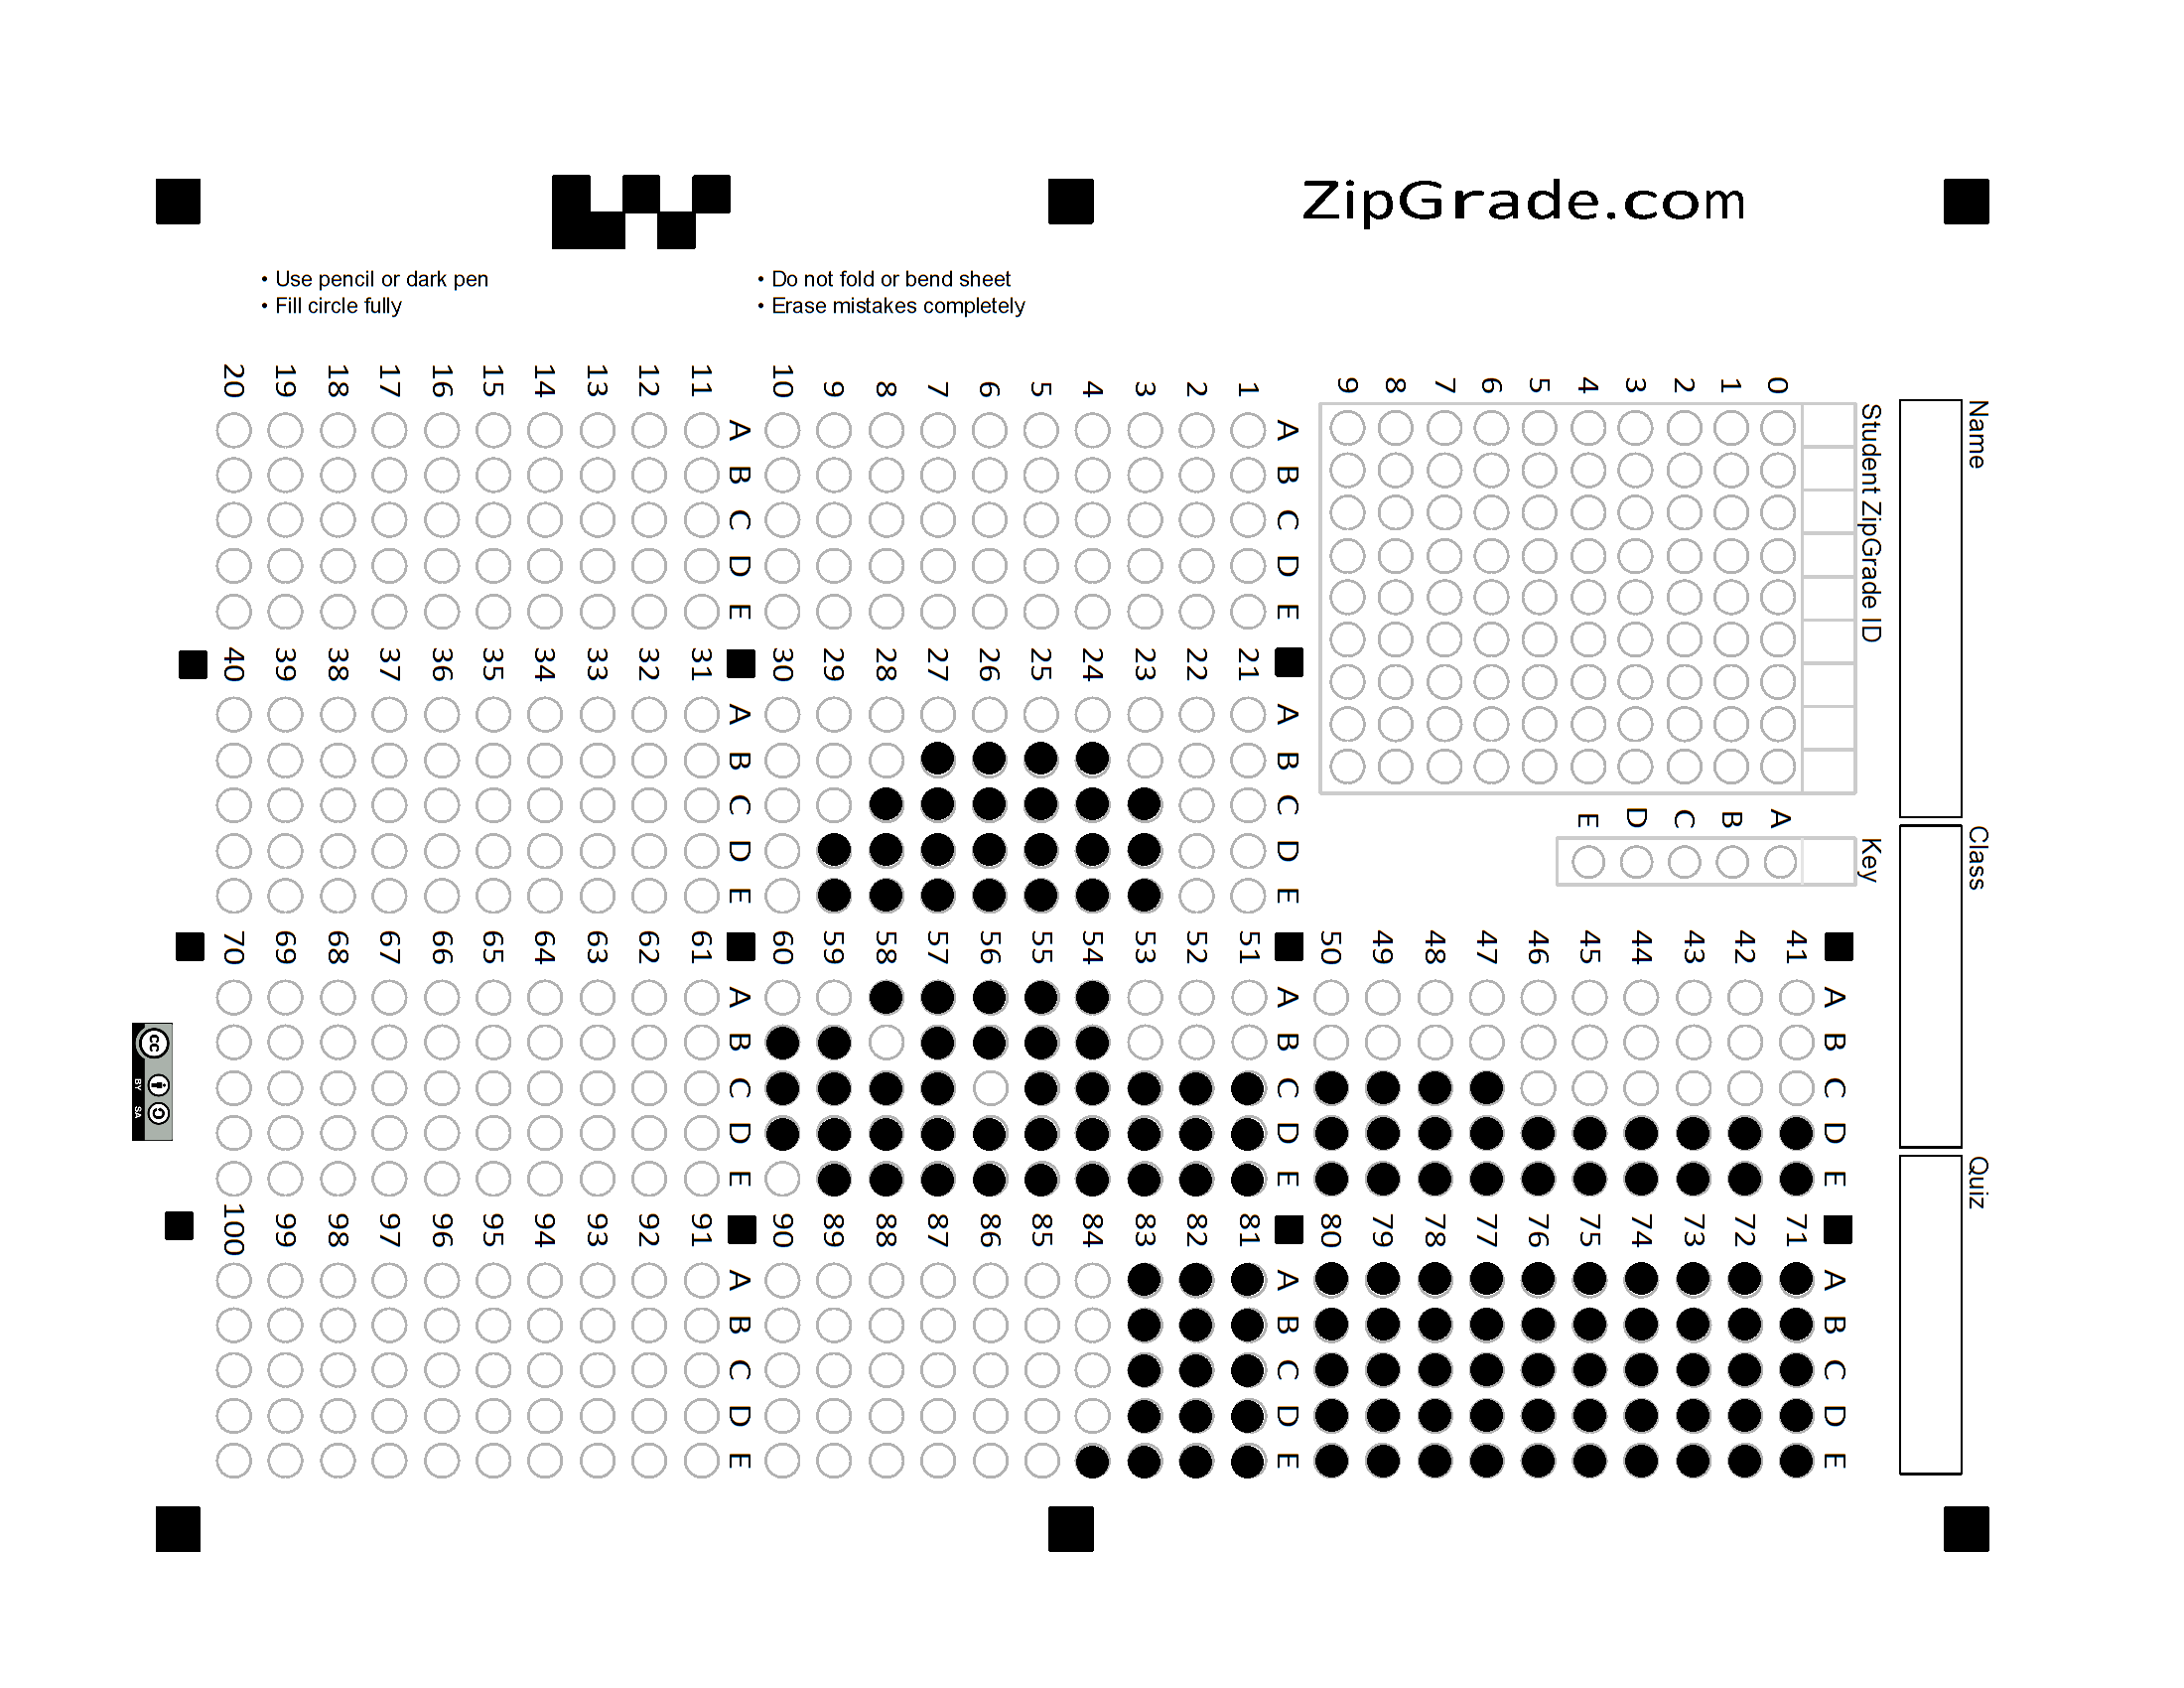 ZipGrade.com
• Use pencil or dark pen
• Fill circle fully
• Do not fold or bend sheet
• Erase mistakes completely
Name
Class
Quiz
Student ZipGrade ID
0 1 2 3 4 5 6 7 8 9
Key
A B C D E
1 2 3 4 5 6 7 8 9 10
A B C D E
11 12 13 14 15 16 17 18 19 20
A B C D E
21 22 23 24 25 26 27 28 29 30
A B C D E
31 32 33 34 35 36 37 38 39 40
A B C D E
41 42 43 44 45 46 47 48 49 50
A B C D E
51 52 53 54 55 56 57 58 59 60
A B C D E
61 62 63 64 65 66 67 68 69 70
A B C D E
71 72 73 74 75 76 77 78 79 80
A B C D E
81 82 83 84 85 86 87 88 89 90
A B C D E
91 92 93 94 95 96 97 98 99 100
A B C D E
cc
BY SA